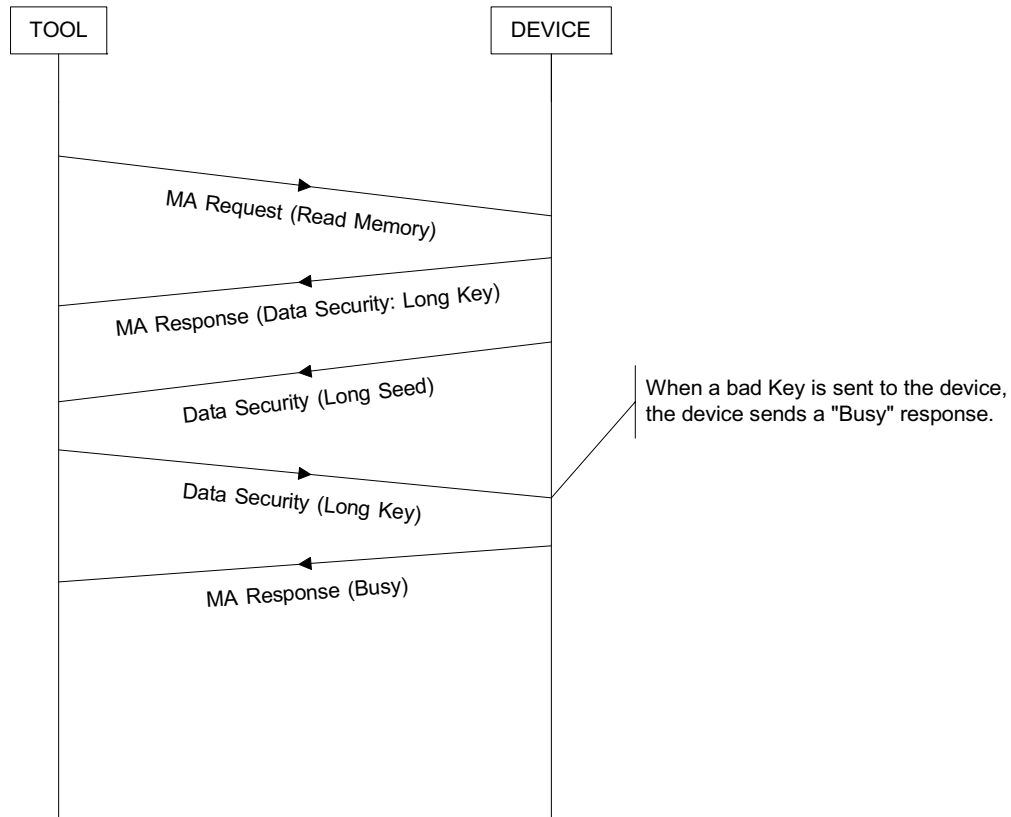 TOOL
DEVICE
MA Request (Read Memory)
MA Response (Data Security: Long Key)
Data Security (Long Seed)
When a bad Key is sent to the device,
the device sends a "Busy" response.
Data Security (Long Key)
MA Response (Busy)